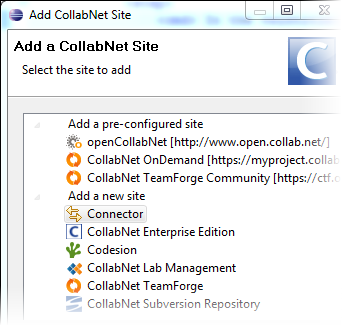 Add CollabNet Site
Add a CollabNet Site
Select the site to add
C
Add a pre-configured site
openCollabNet [http://www.open.collab.net/]
CollabNet OnDemand [https://myproject.collab
CollabNet TeamForge Community [https://ctf.o
Add a new site
Connector
CollabNet Enterprise Edition
Codesion
CollabNet Lab Management
CollabNet TeamForge
CollabNet Subversion Repository